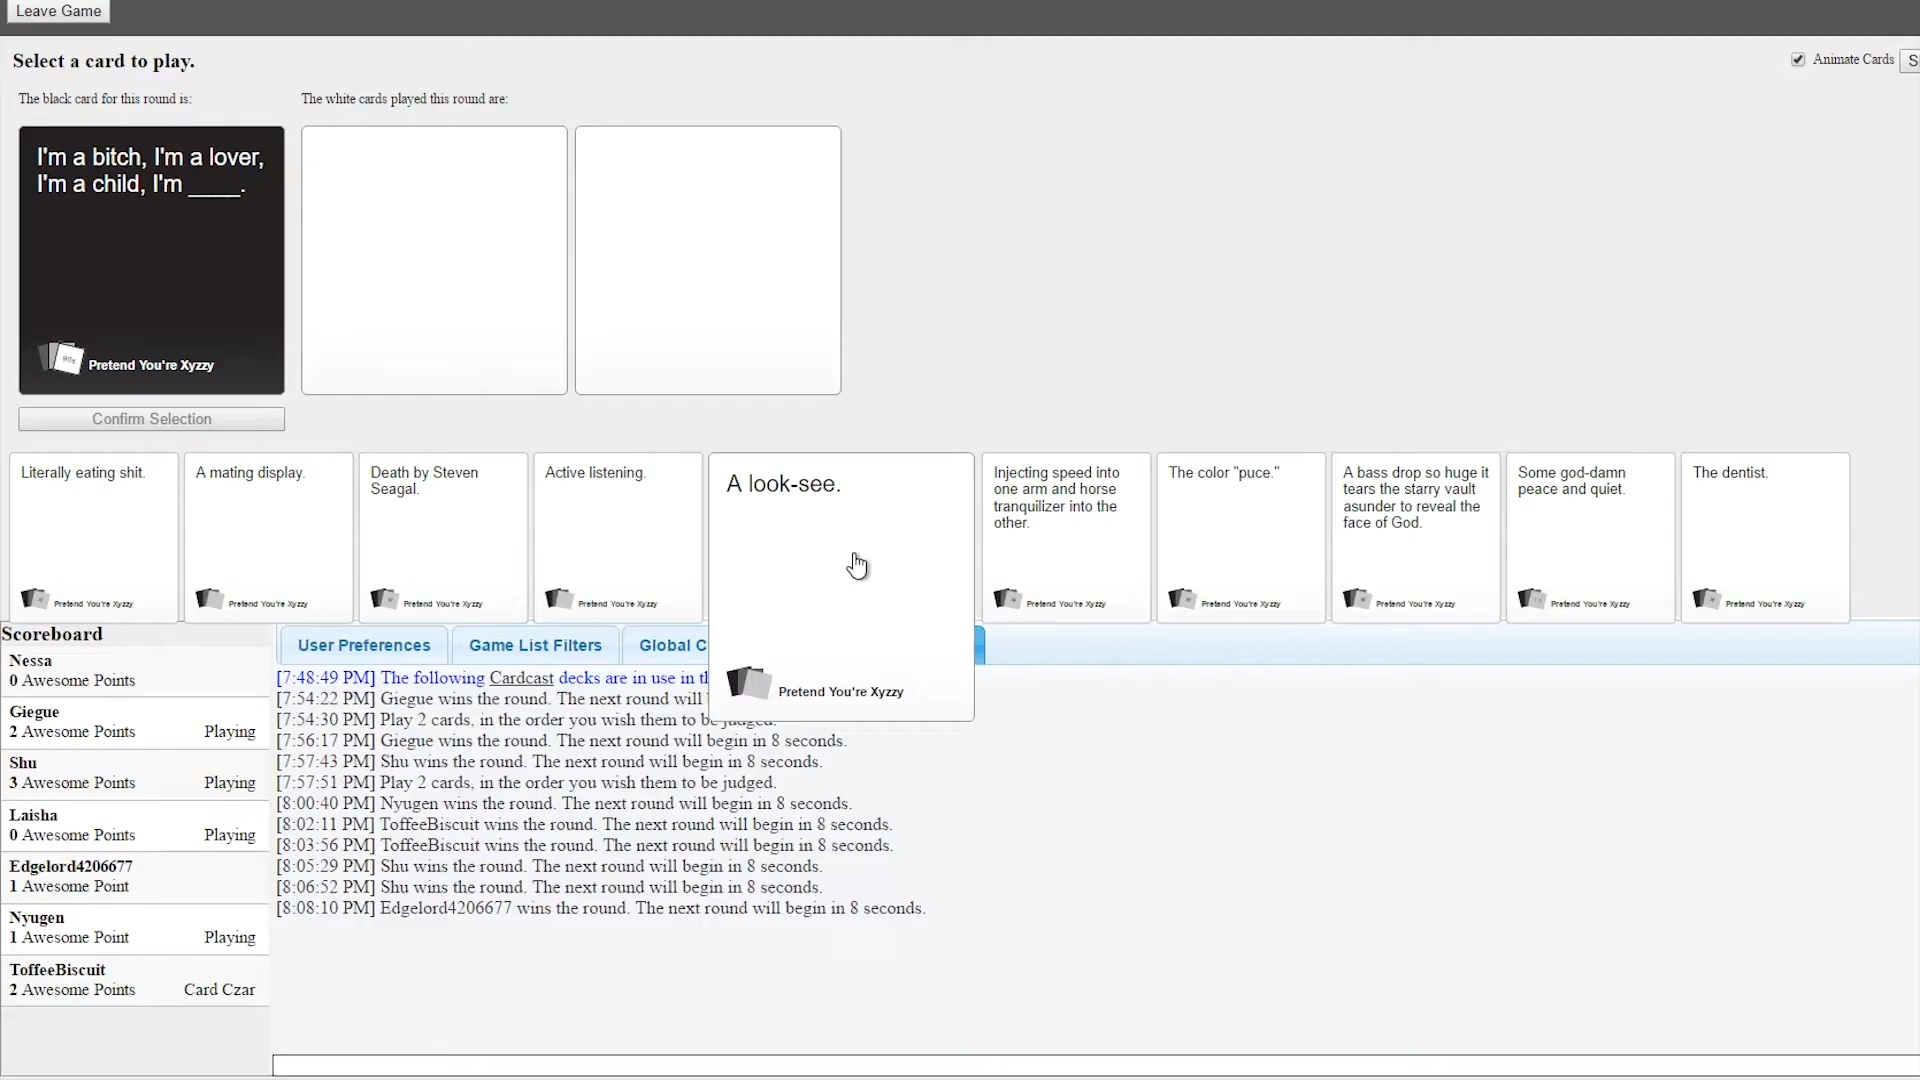 Leave Game
Select a card to play.
Animate Cards
The black card for this round is:
The white cards played this round are:
I'm a bitch, I'm a lover,
I'm a child, I'm ____.
90s
Pretend You're Xyzzy
Confirm Selection
Literally eating shit.
Pretend You're Xyzzy
A mating display.
Pretend You're Xyzzy
Death by Steven
Seagal.
Pretend You're Xyzzy
Active listening.
Pretend You're Xyzzy
A look-see.
Pretend You're Xyzzy
Injecting speed into
one arm and horse
tranquilizer into the
other.
Pretend You're Xyzzy
The color "puce."
Pretend You're Xyzzy
A bass drop so huge it
tears the starry vault
asunder to reveal the
face of God.
Pretend You're Xyzzy
Some god-damn
peace and quiet.
Pretend You're Xyzzy
The dentist.
Pretend You're Xyzzy
Scoreboard
Nessa
0 Awesome Points
Giegue
2 Awesome Points Playing
Shu
3 Awesome Points Playing
Laisha
0 Awesome Points Playing
Edgelord4206677
1 Awesome Point
Nyugen
1 Awesome Point Playing
ToffeeBiscuit
2 Awesome Points Card Czar
User Preferences
Game List Filters
Global C
[7:48:49 PM] The following Cardcast decks are in use in th
[7:54:22 PM] Giegue wins the round. The next round will
[7:54:30 PM] Play 2 cards, in the order you wish them to be judged.
[7:56:17 PM] Giegue wins the round. The next round will begin in 8 seconds.
[7:57:43 PM] Shu wins the round. The next round will begin in 8 seconds.
[7:57:51 PM] Play 2 cards, in the order you wish them to be judged.
[8:00:40 PM] Nyugen wins the round. The next round will begin in 8 seconds.
[8:02:11 PM] ToffeeBiscuit wins the round. The next round will begin in 8 seconds.
[8:03:56 PM] ToffeeBiscuit wins the round. The next round will begin in 8 seconds.
[8:05:29 PM] Shu wins the round. The next round will begin in 8 seconds.
[8:06:52 PM] Shu wins the round. The next round will begin in 8 seconds.
[8:08:10 PM] Edgelord4206677 wins the round. The next round will begin in 8 seconds.